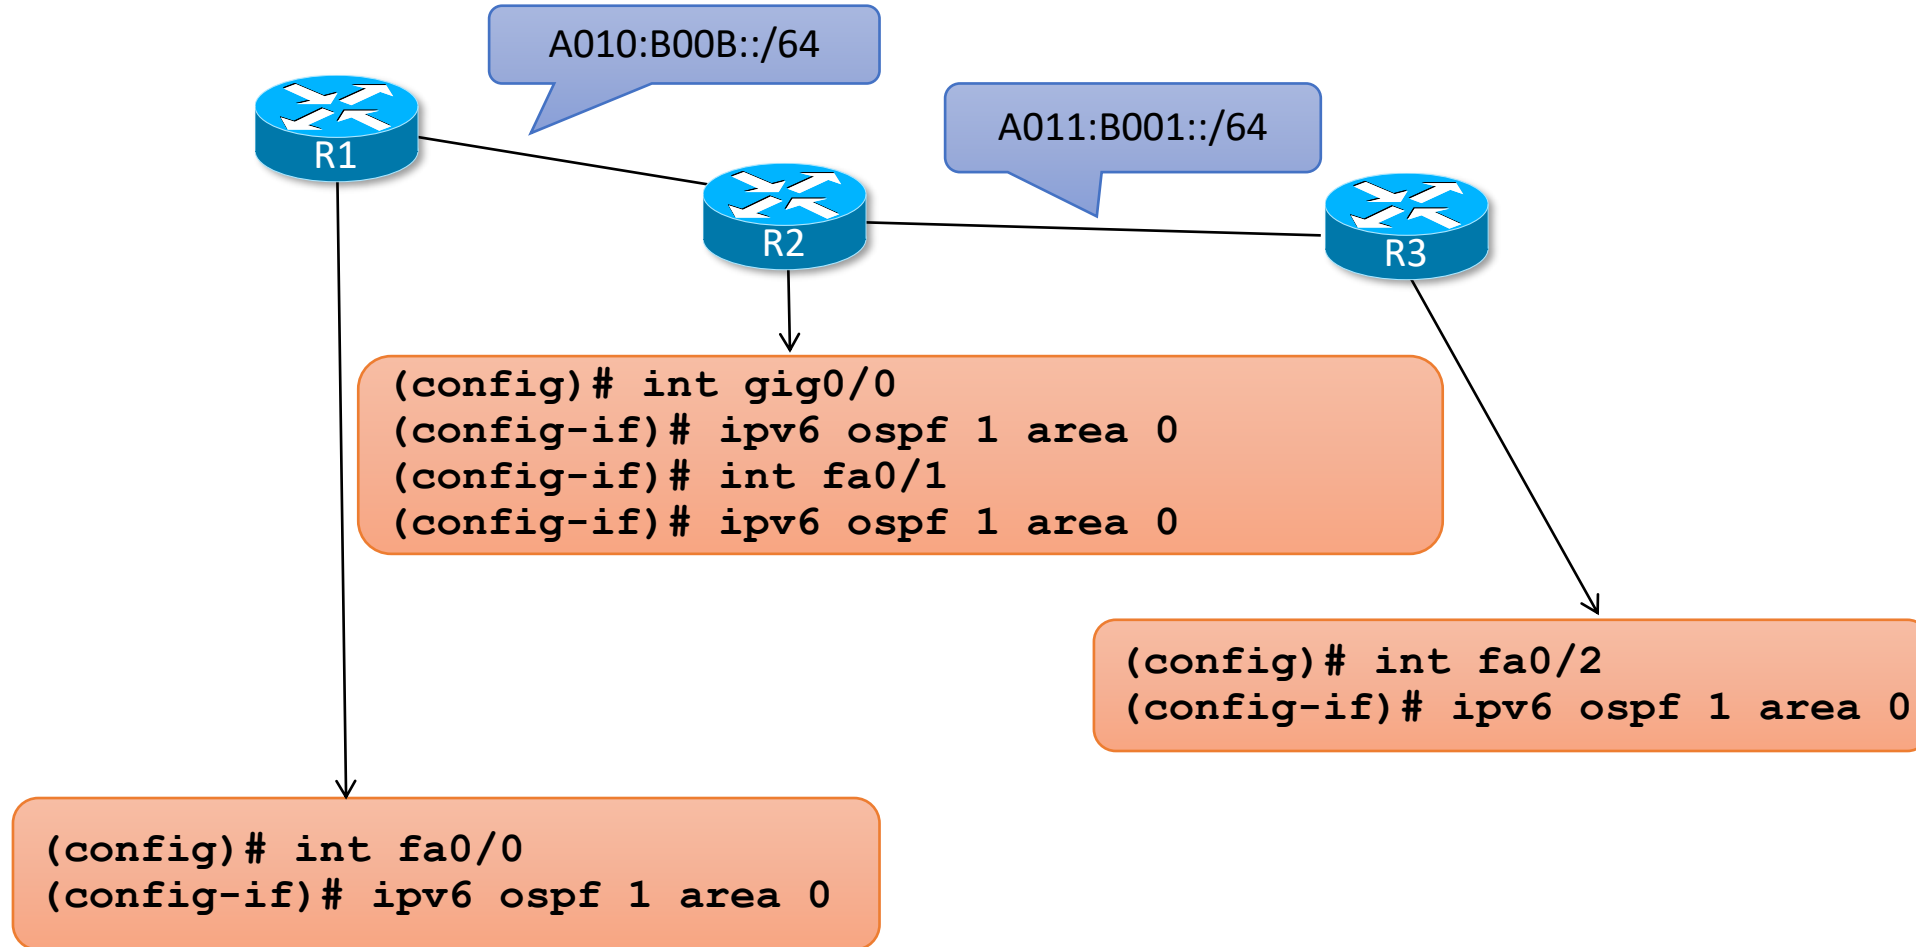 A010:B00B::/64
A011:B001::/64
R1
R2
R3
(config)# int gig0/0
(config-if)# ipv6 ospf 1 area 0
(config-if)# int fa0/1
(config-if)# ipv6 ospf 1 area 0
(config)# int fa0/2
(config-if)# ipv6 ospf 1 area 0
(config)# int fa0/0
(config-if)# ipv6 ospf 1 area 0